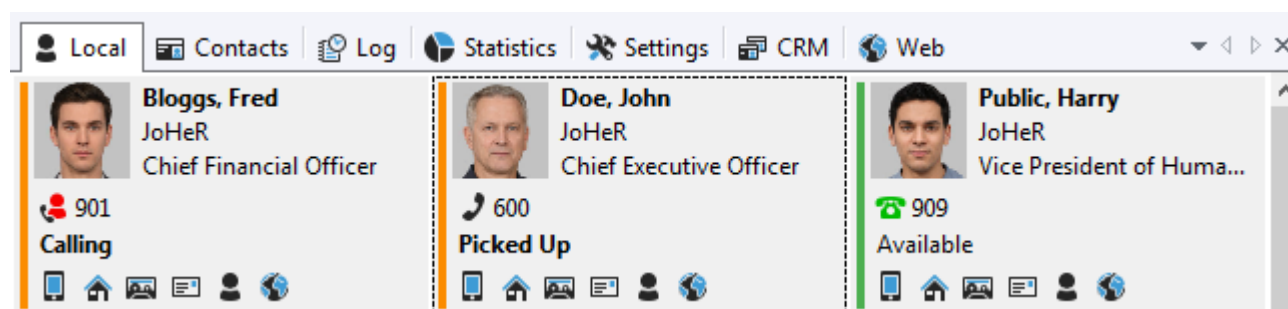 Local Contacts Log Statistics Settings CRM Web
Bloggs, Fred
JoHeR
Chief Financial Officer
901
Calling
Doe, John
JoHeR
Chief Executive Officer
600
Picked Up
Public, Harry
JoHeR
Vice President of Huma...
909
Available